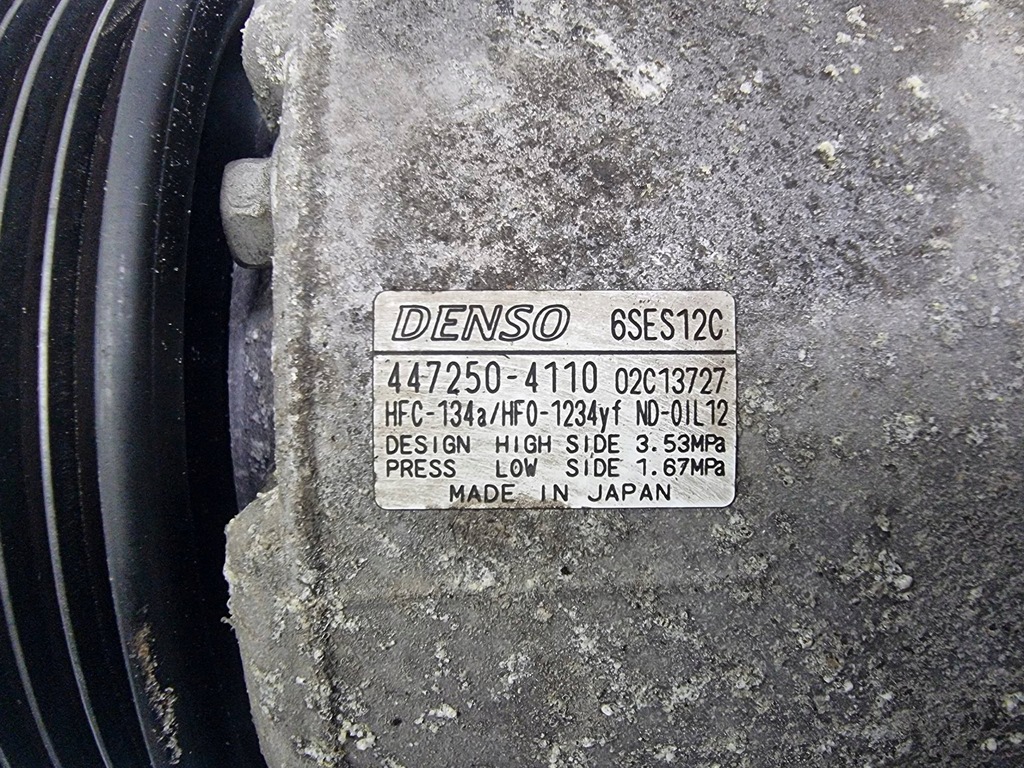 DENSO 6SES12C
447250-4110 02C13727
HFC-134a/HFO-1234yf ND-OIL12
DESIGN HIGH SIDE 3.53MPa
PRESS LOW SIDE 1.67MPa
MADE IN JAPAN